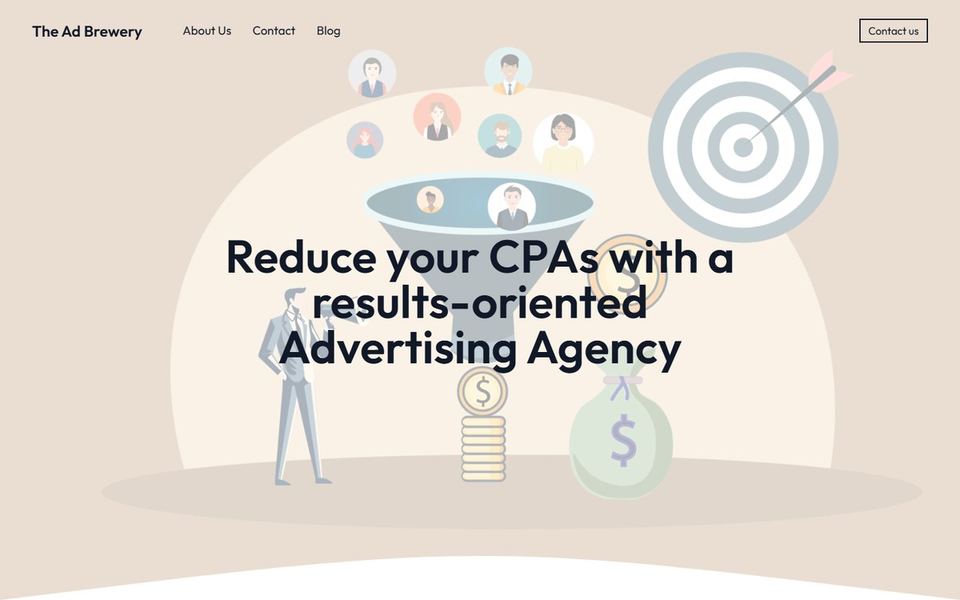 The Ad Brewery
About Us
Contact
Blog
Contact us
Reduce your CPAs with a
results-oriented
Advertising Agency
$
$
$